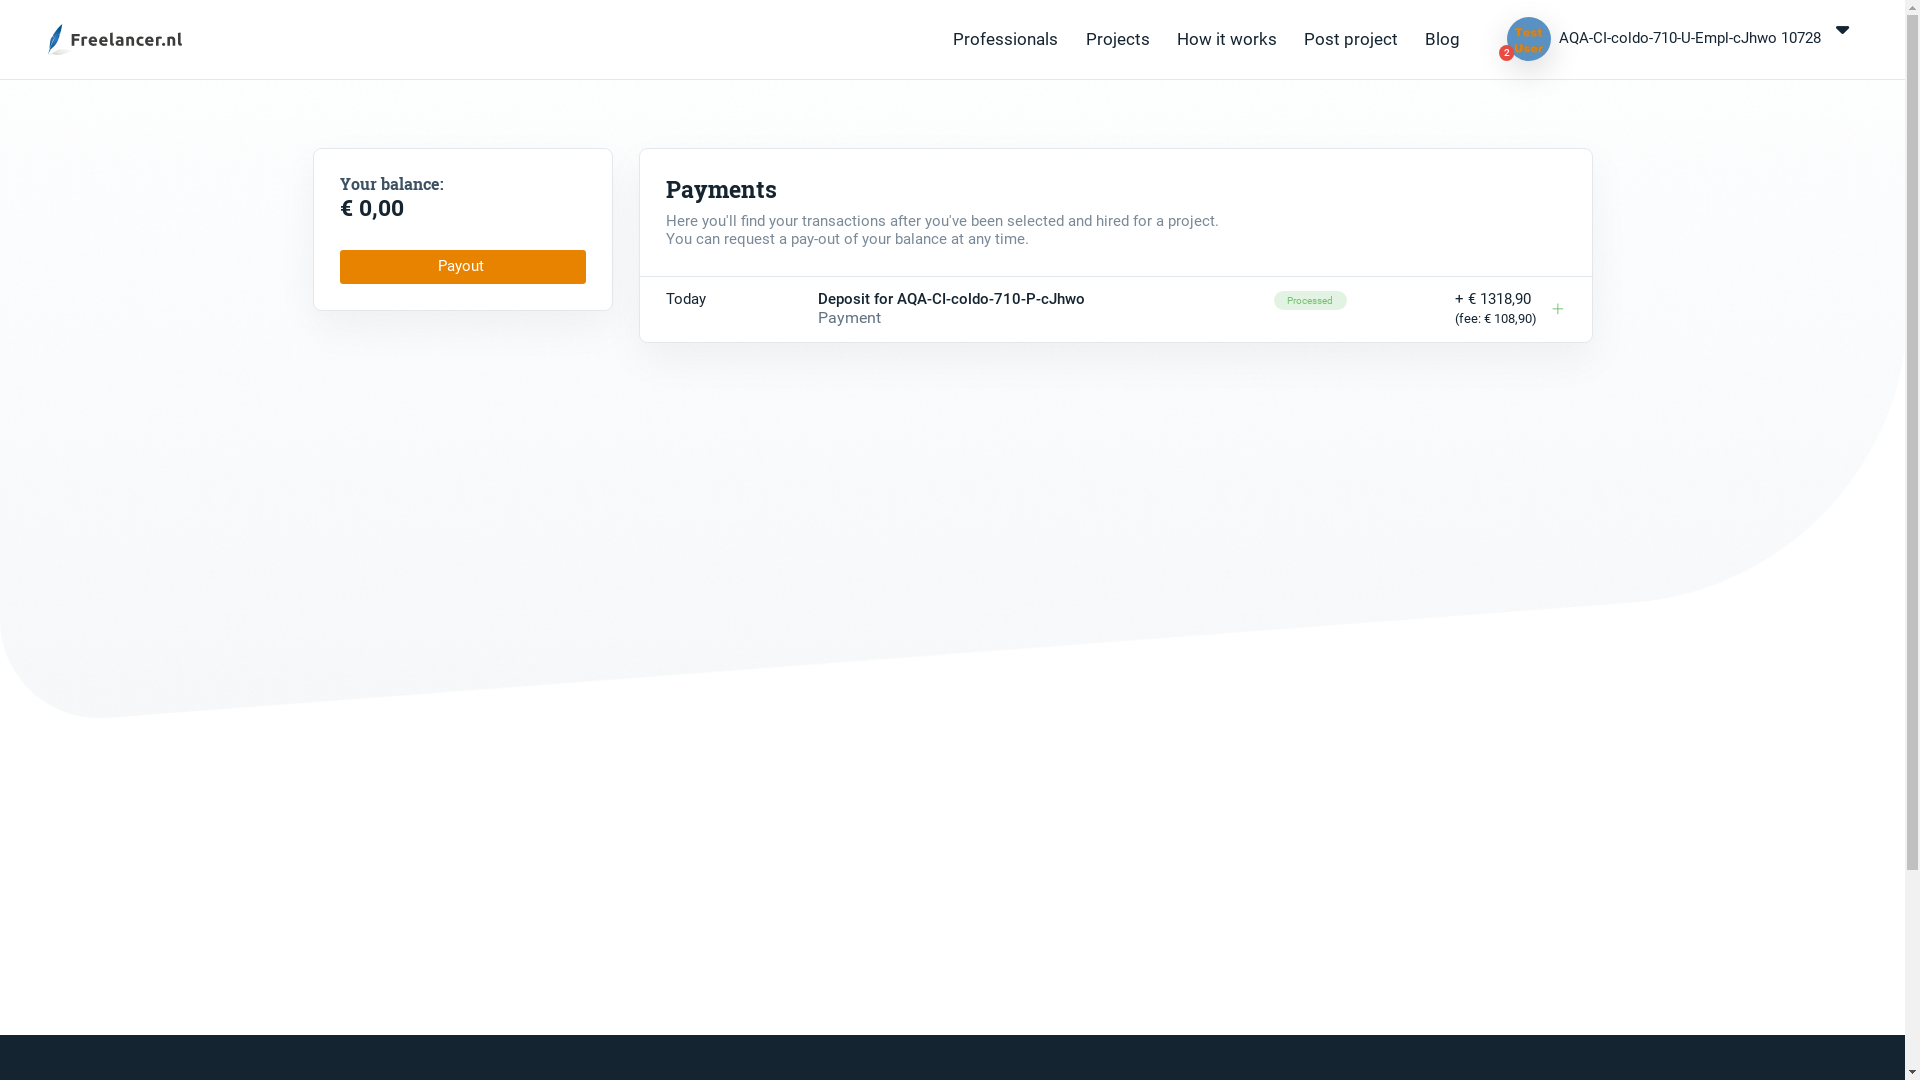 Freelancer.nl
Professionals
Projects
How it works
Post project
Blog
Test
User
2
AQA-CI-coldo-710-U-Empl-cJhwo 10728
Your balance:
€ 0,00
Payout
Payments
Here you'll find your transactions after you've been selected and hired for a project.
You can request a pay-out of your balance at any time.
Today
Deposit for AQA-CI-coldo-710-P-cJhwo
Payment
Processed
+ € 1318,90
(fee: € 108,90)
+